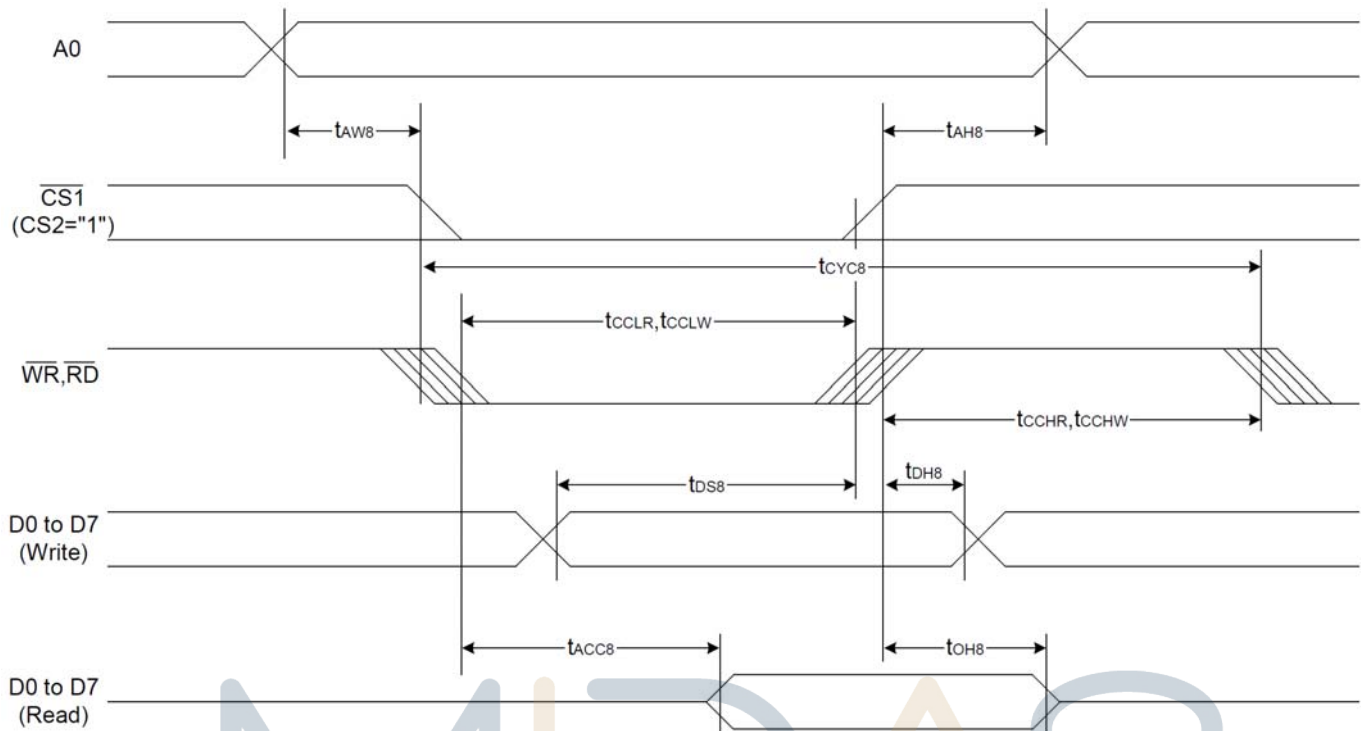 A0
tAW8
tAH8
CS1
(CS2="1")
tCYC8
tCCLR,tCCLW
WR,RD
tCCHR,tCCHW
tDS8
tDH8
D0 to D7
(Write)
tACC8
tOH8
D0 to D7
(Read)